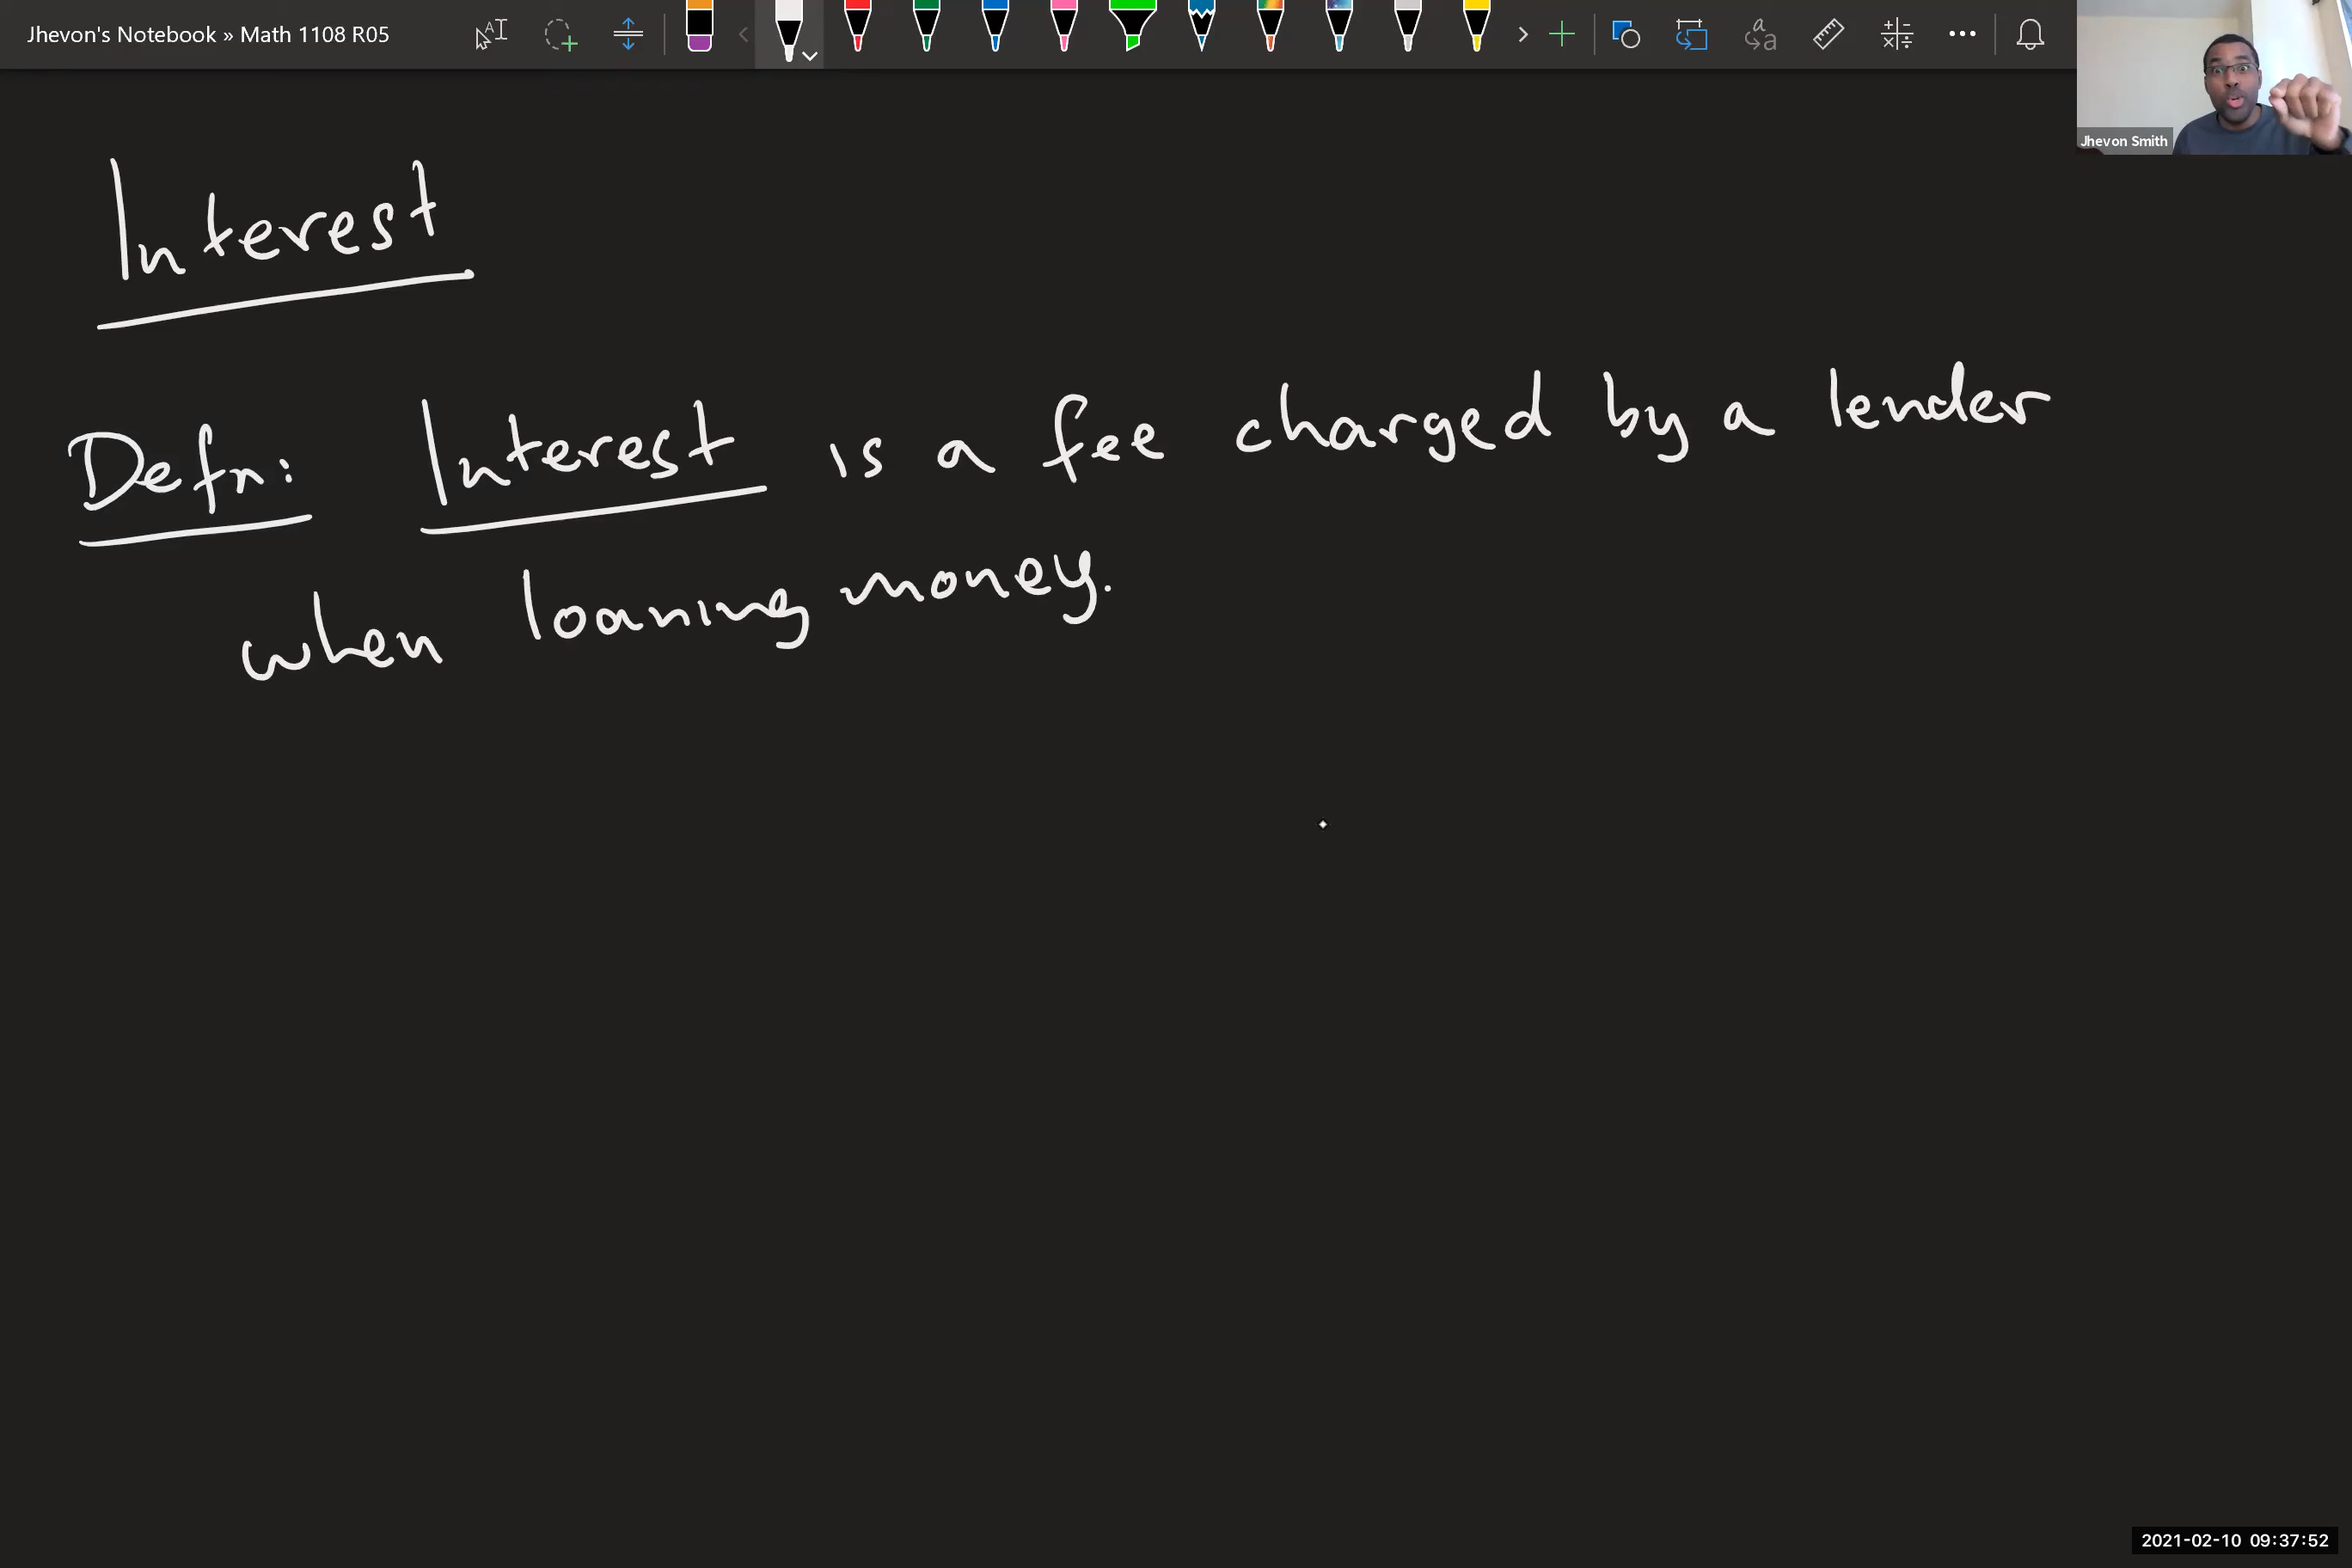 Jhevon's Notebook » Math 1108 R05
Jhevon Smith
Interest
Defn: Interest is a fee charged by a lender
when loaning money.
2021-02-10 09:37:52